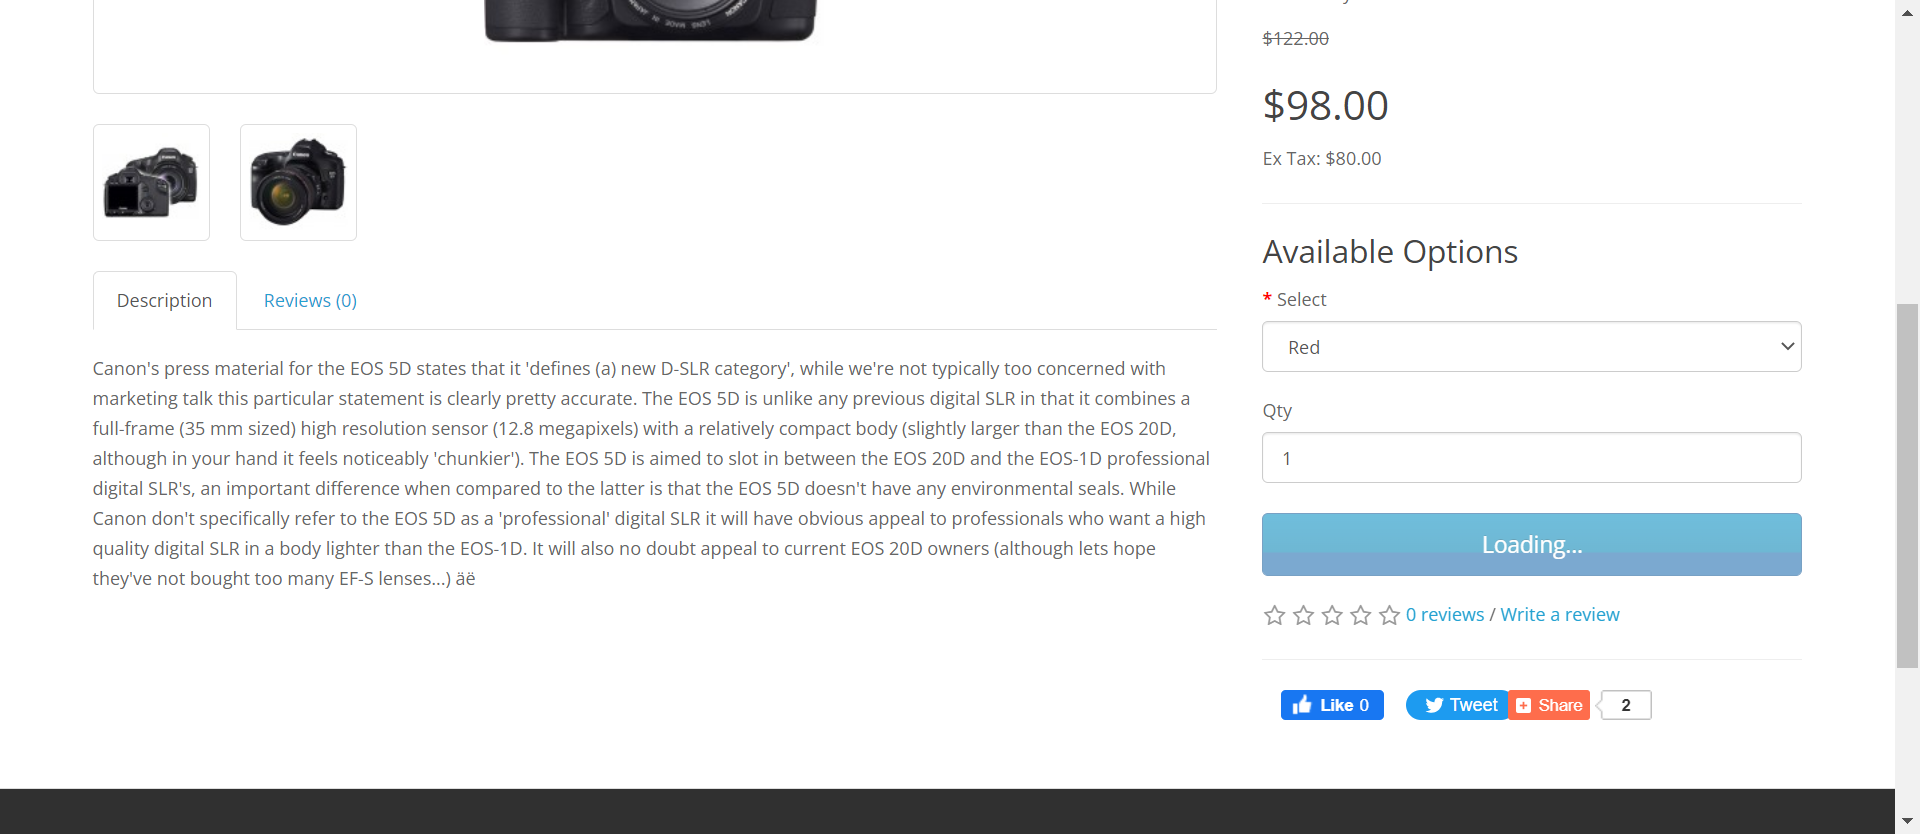 $122.00
$98.00
Ex Tax: $80.00
Available Options
* Select
Red
Qty
1
Loading...
0 reviews / Write a review
Like 0
Tweet
Share
2
Description
Reviews (0)
Canon's press material for the EOS 5D states that it 'defines (a) new D-SLR category', while we're not typically too concerned with
marketing talk this particular statement is clearly pretty accurate. The EOS 5D is unlike any previous digital SLR in that it combines a
full-frame (35 mm sized) high resolution sensor (12.8 megapixels) with a relatively compact body (slightly larger than the EOS 20D,
although in your hand it feels noticeably 'chunkier'). The EOS 5D is aimed to slot in between the EOS 20D and the EOS-1D professional
digital SLR's, an important difference when compared to the latter is that the EOS 5D doesn't have any environmental seals. While
Canon don't specifically refer to the EOS 5D as a 'professional' digital SLR it will have obvious appeal to professionals who want a high
quality digital SLR in a body lighter than the EOS-1D. It will also no doubt appeal to current EOS 20D owners (although lets hope
they've not bought too many EF-S lenses...) äë